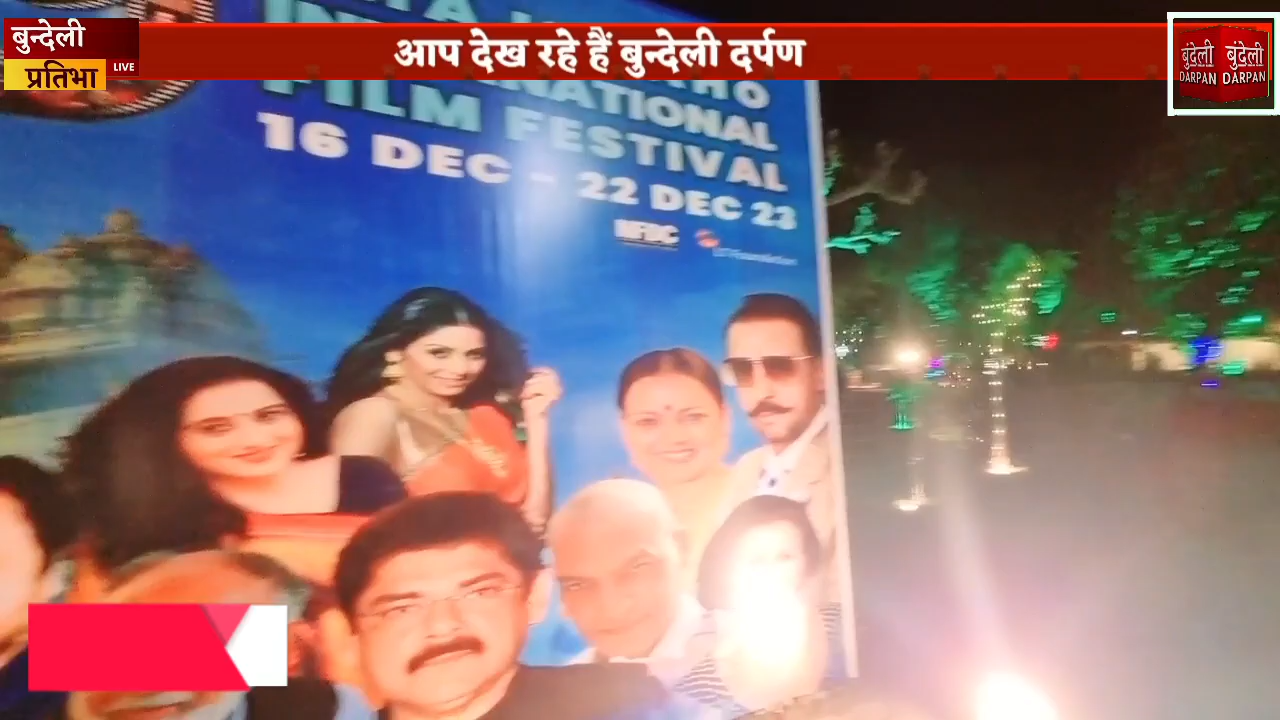 बुन्देली
प्रतिभा
LIVE
आप देख रहे हैं बुन्देली दर्पण
बुंदेली बुंदेली
DARPAN DARPAN
FILM FESTIVAL
16 DEC - 22 DEC 23
NFDC